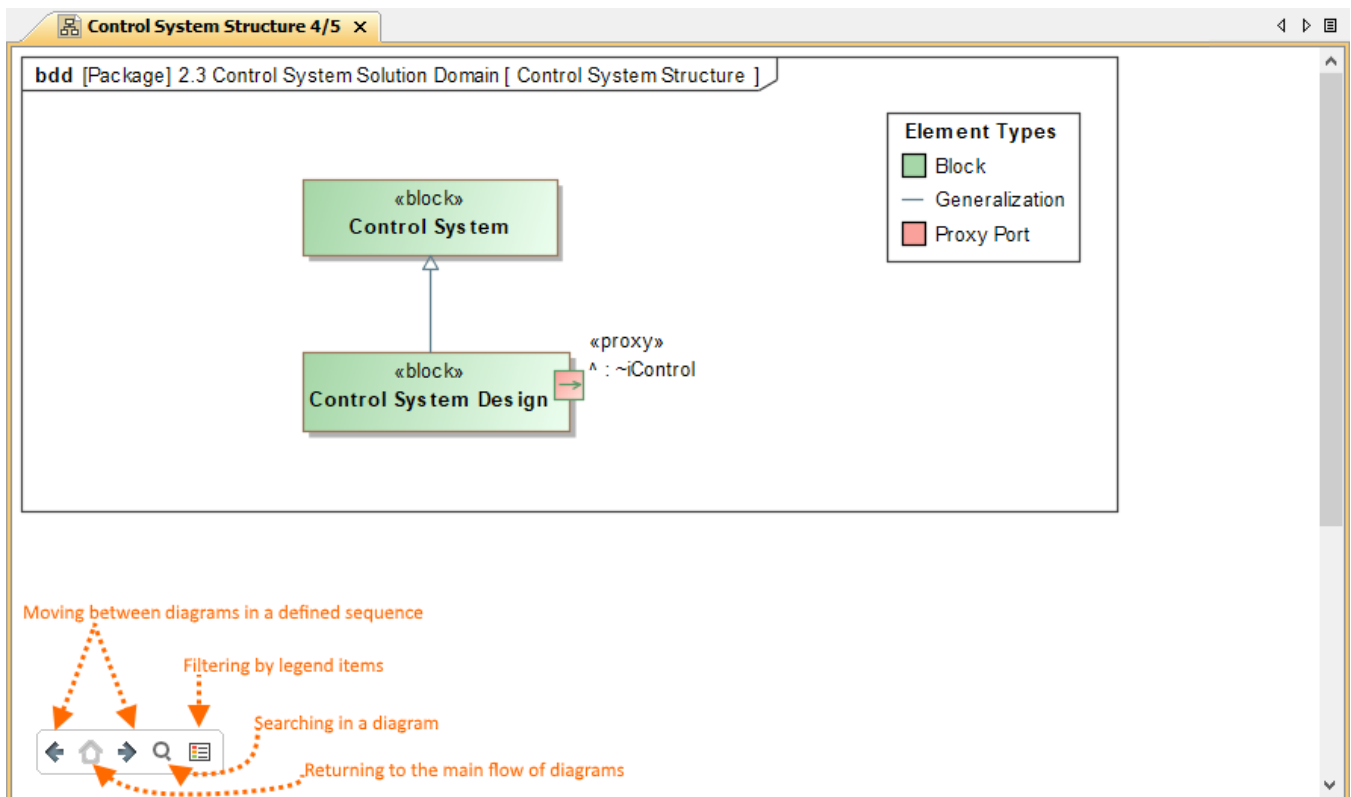 Control System Structure 4/5
bdd [Package] 2.3 Control System Solution Domain [ Control System Structure ]
Element Types
Block
Generalization
Proxy Port
«block»
Control System
«proxy»
^ : ~iControl
«block»
Control System Design
Moving between diagrams in a defined sequence
Filtering by legend items
Searching in a diagram
Returning to the main flow of diagrams